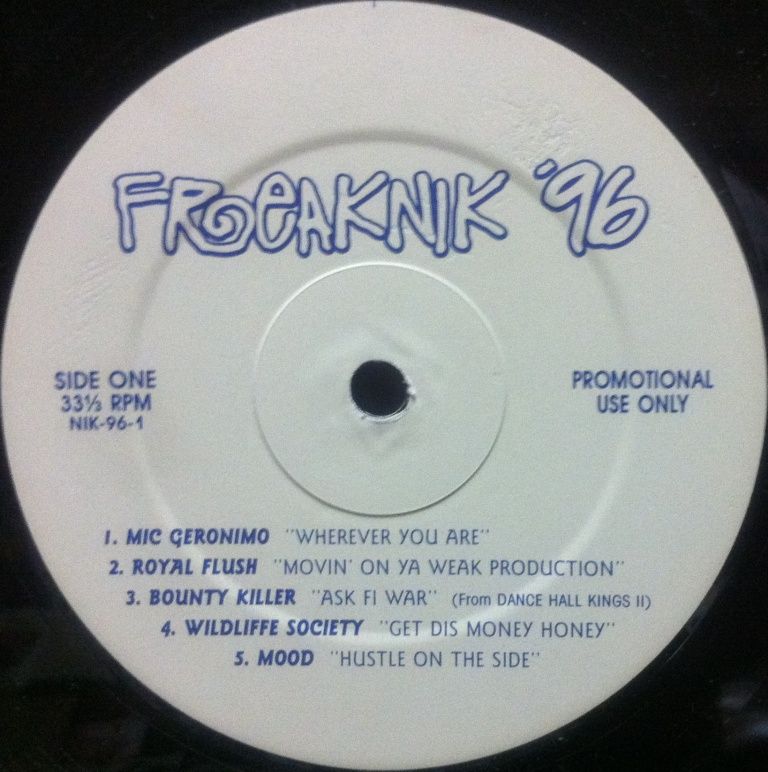 FREAKNIK '96
SIDE ONE
33⅓ RPM
NIK-96-1
PROMOTIONAL
USE ONLY
1. MIC GERONIMO "WHEREVER YOU ARE"
2. ROYAL FLUSH "MOVIN' ON YA WEAK PRODUCTION"
3. BOUNTY KILLER "ASK FI WAR" (From DANCE HALL KINGS II)
4. WILDLIFFE SOCIETY "GET DIS MONEY HONEY"
5. MOOD "HUSTLE ON THE SIDE"